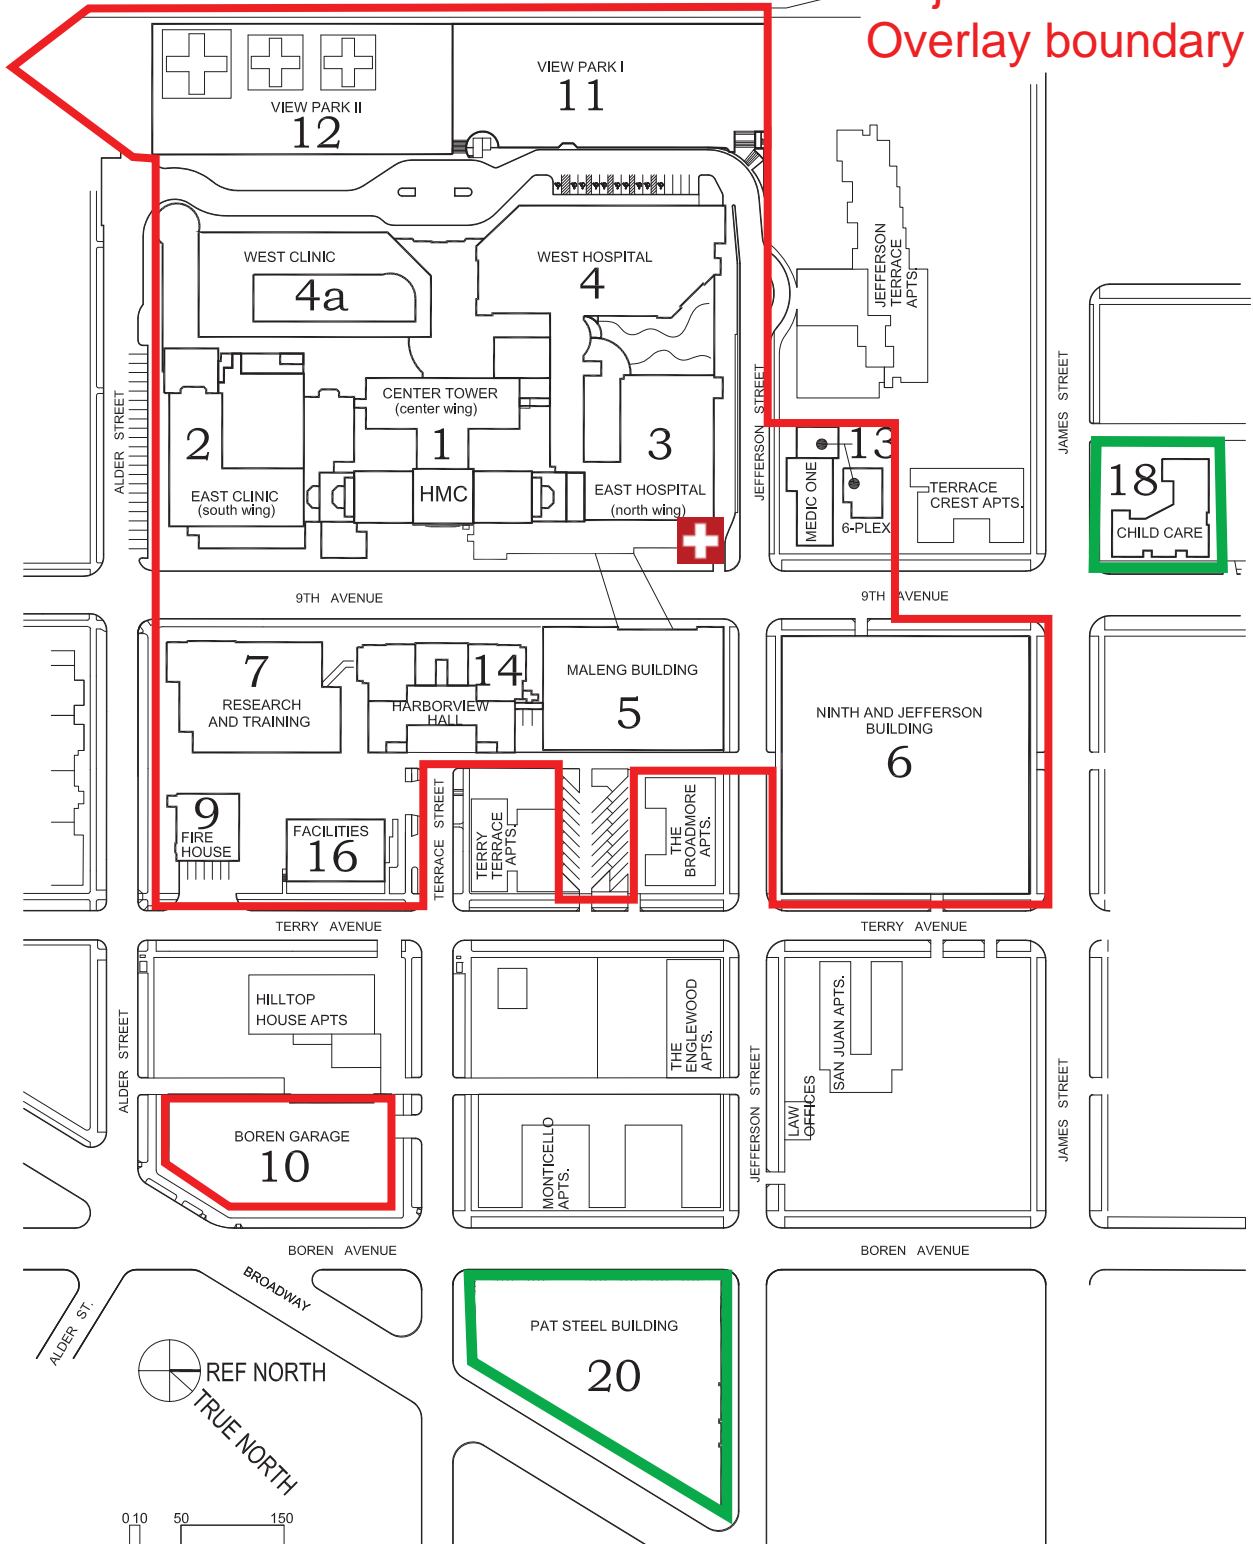 Overlay boundary
VIEW PARK I
11
VIEW PARK II
12
WEST CLINIC
4a
WEST HOSPITAL
4
JEFFERSON
TERRACE
APTS.
CENTER TOWER
(center wing)
1
2
3
HMC
EAST CLINIC
(south wing)
EAST HOSPITAL
(north wing)
ALDER STREET
JEFFERSON STREET
JAMES STREET
13
MEDIC ONE
6-PLEX
TERRACE
CREST APTS.
18
CHILD CARE
9TH AVENUE
9TH AVENUE
7
RESEARCH
AND TRAINING
14
HARBORVIEW
HALL
MALENG BUILDING
5
NINTH AND JEFFERSON
BUILDING
6
9
FIRE
HOUSE
FACILITIES
16
TERRACE STREET
TERRY
TERRACE
APTS.
THE
BROADMORE
APTS.
TERRY AVENUE
TERRY AVENUE
HILLTOP
HOUSE APTS
THE
ENGLEWOOD
APTS.
SAN JUAN APTS.
LAW
OFFICES
ALDER STREET
JEFFERSON STREET
JAMES STREET
BOREN GARAGE
10
MONTICELLO
APTS.
BOREN AVENUE
BOREN AVENUE
BROADWAY
ALDER ST.
PAT STEEL BUILDING
20
REF NORTH
TRUE NORTH
0 10 50 150